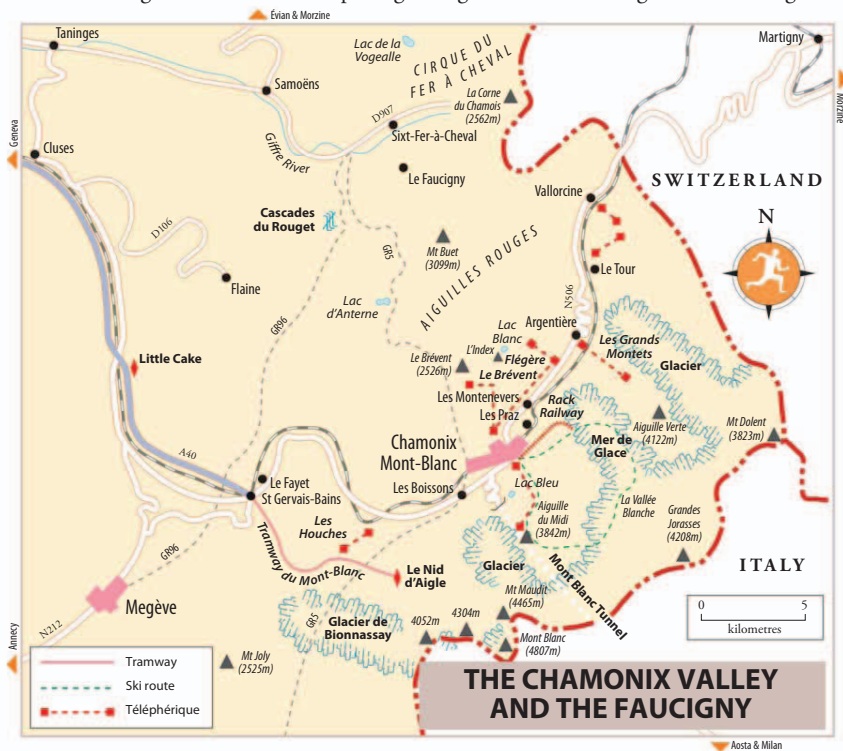 Évian & Morzine
Taninges
Lac de la
Vogealle
CIRQUE DU
FER À CHEVAL
Martigny
Samoëns
La Corne
du Chamois
(2562m)
Morzine
D907
Geneva
Giffre River
Sixt-Fer-à-Cheval
Cluses
Le Faucigny
Vallorcine
SWITZERLAND
Cascades
du Rouget
D106
GR5
Mt Buet
(3099m)
AIGUILLES ROUGES
N
Flaine
Le Tour
Lac
d'Anterne
N506
GR96
Argentière
Lac
Blanc
Les Grands
Montets
Little Cake
Le Brévent
(2526m)
L'Index
Flégère
Le Brévent
Glacier
Les Montenevers
Rack
Railway
Les Praz
Aiguille Verte
(4122m)
Mt Dolent
(3823m)
Chamonix
Mont-Blanc
Mer de
Glace
A40
Le Fayet
St Gervais-Bains
Les Boissons
Lac Bleu
La Vallée
Blanche
Les
Houches
Aiguille
du Midi
(3842m)
Grandes
Jorasses
(4208m)
GR96
Tramway du Mont-Blanc
Le Nid
d'Aigle
Glacier
Mont Blanc Tunnel
ITALY
Megève
Mt Maudit
(4465m)
0 5
kilometres
N212
Annecy
GR5
Glacier de
Bionnassay
4052m
4304m
Mont Blanc
(4807m)
Mt Joly
(2525m)
Tramway
Ski route
Téléphérique
THE CHAMONIX VALLEY
AND THE FAUCIGNY
Aosta & Milan